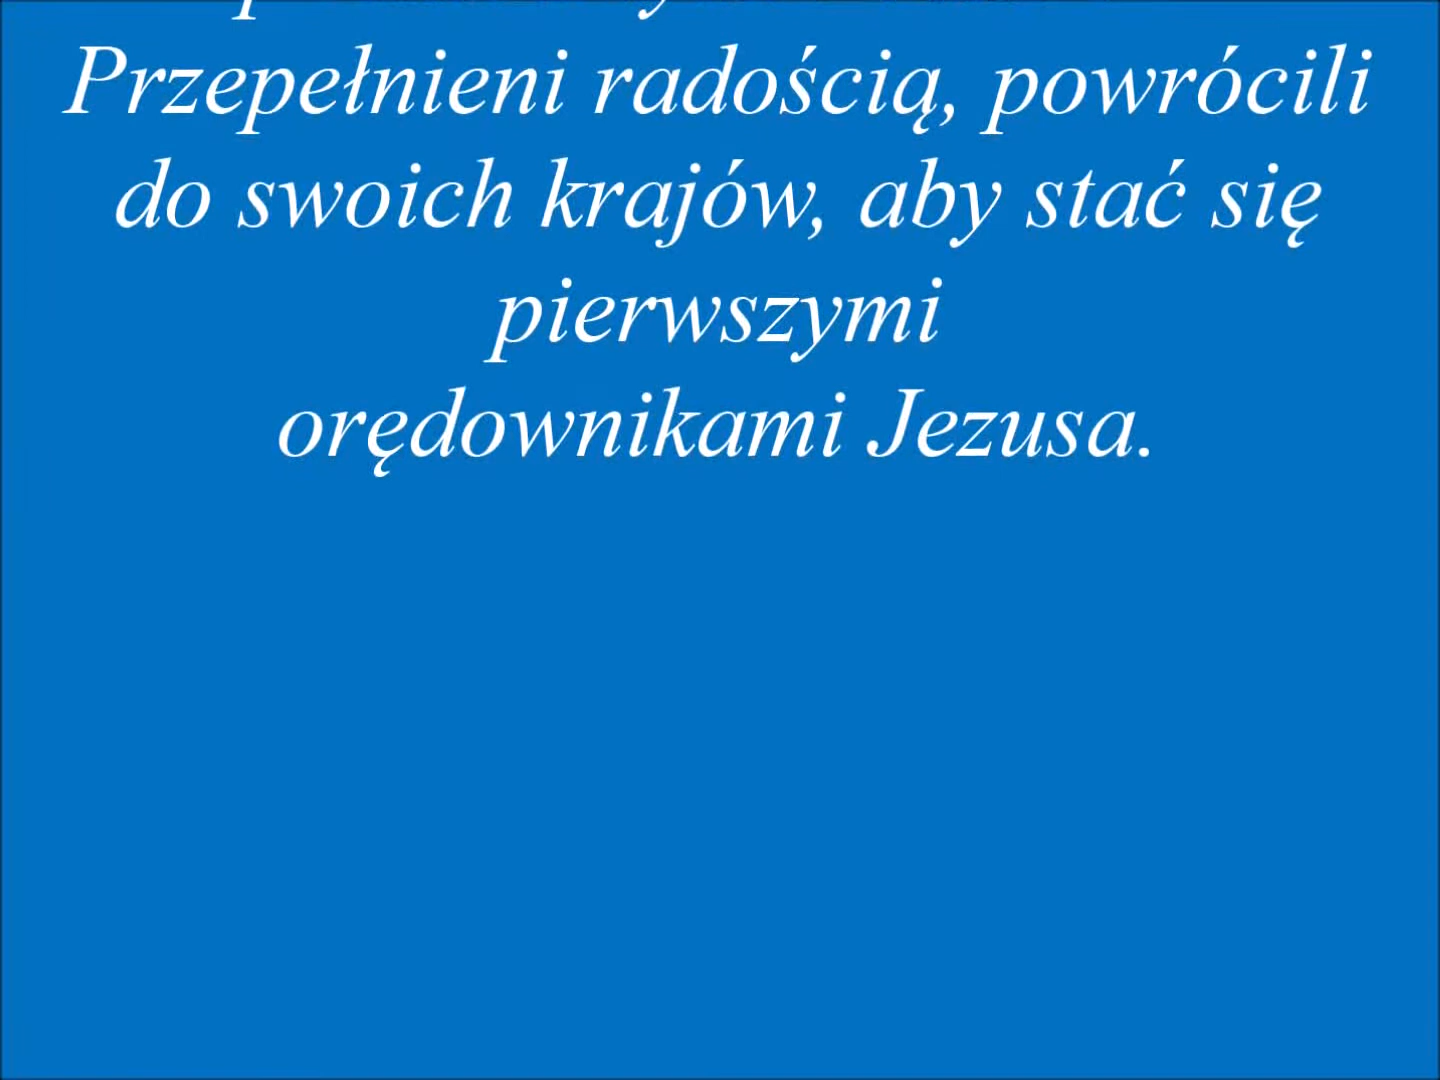 Przepełnieni radością, powrócili
do swoich krajów, aby stać się
pierwszymi
orędownikami Jezusa.